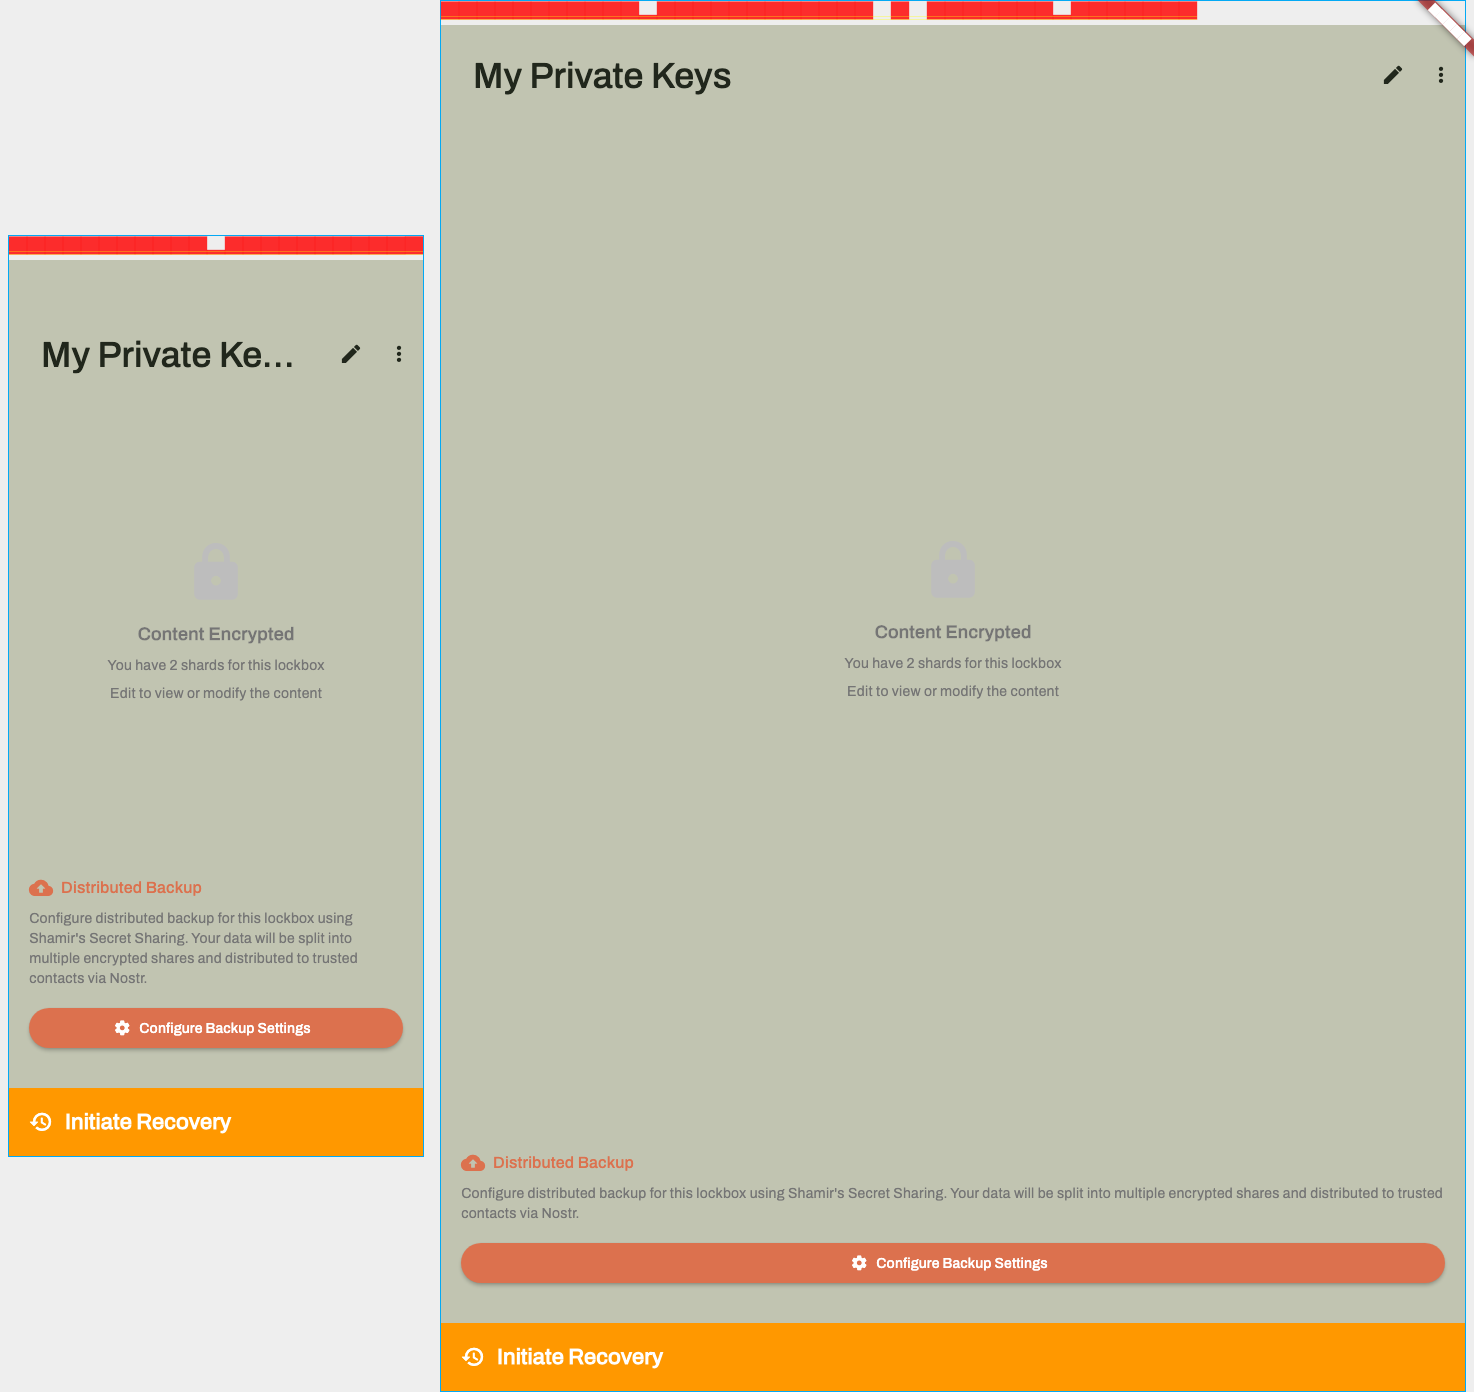 My Private Ke...
Content Encrypted
You have 2 shards for this lockbox
Edit to view or modify the content
Distributed Backup
Configure distributed backup for this lockbox using
Shamir's Secret Sharing. Your data will be split into
multiple encrypted shares and distributed to trusted
contacts via Nostr.
Configure Backup Settings
Initiate Recovery
My Private Keys
Content Encrypted
You have 2 shards for this lockbox
Edit to view or modify the content
Distributed Backup
Configure distributed backup for this lockbox using Shamir's Secret Sharing. Your data will be split into multiple encrypted shares and distributed to trusted
contacts via Nostr.
Configure Backup Settings
Initiate Recovery